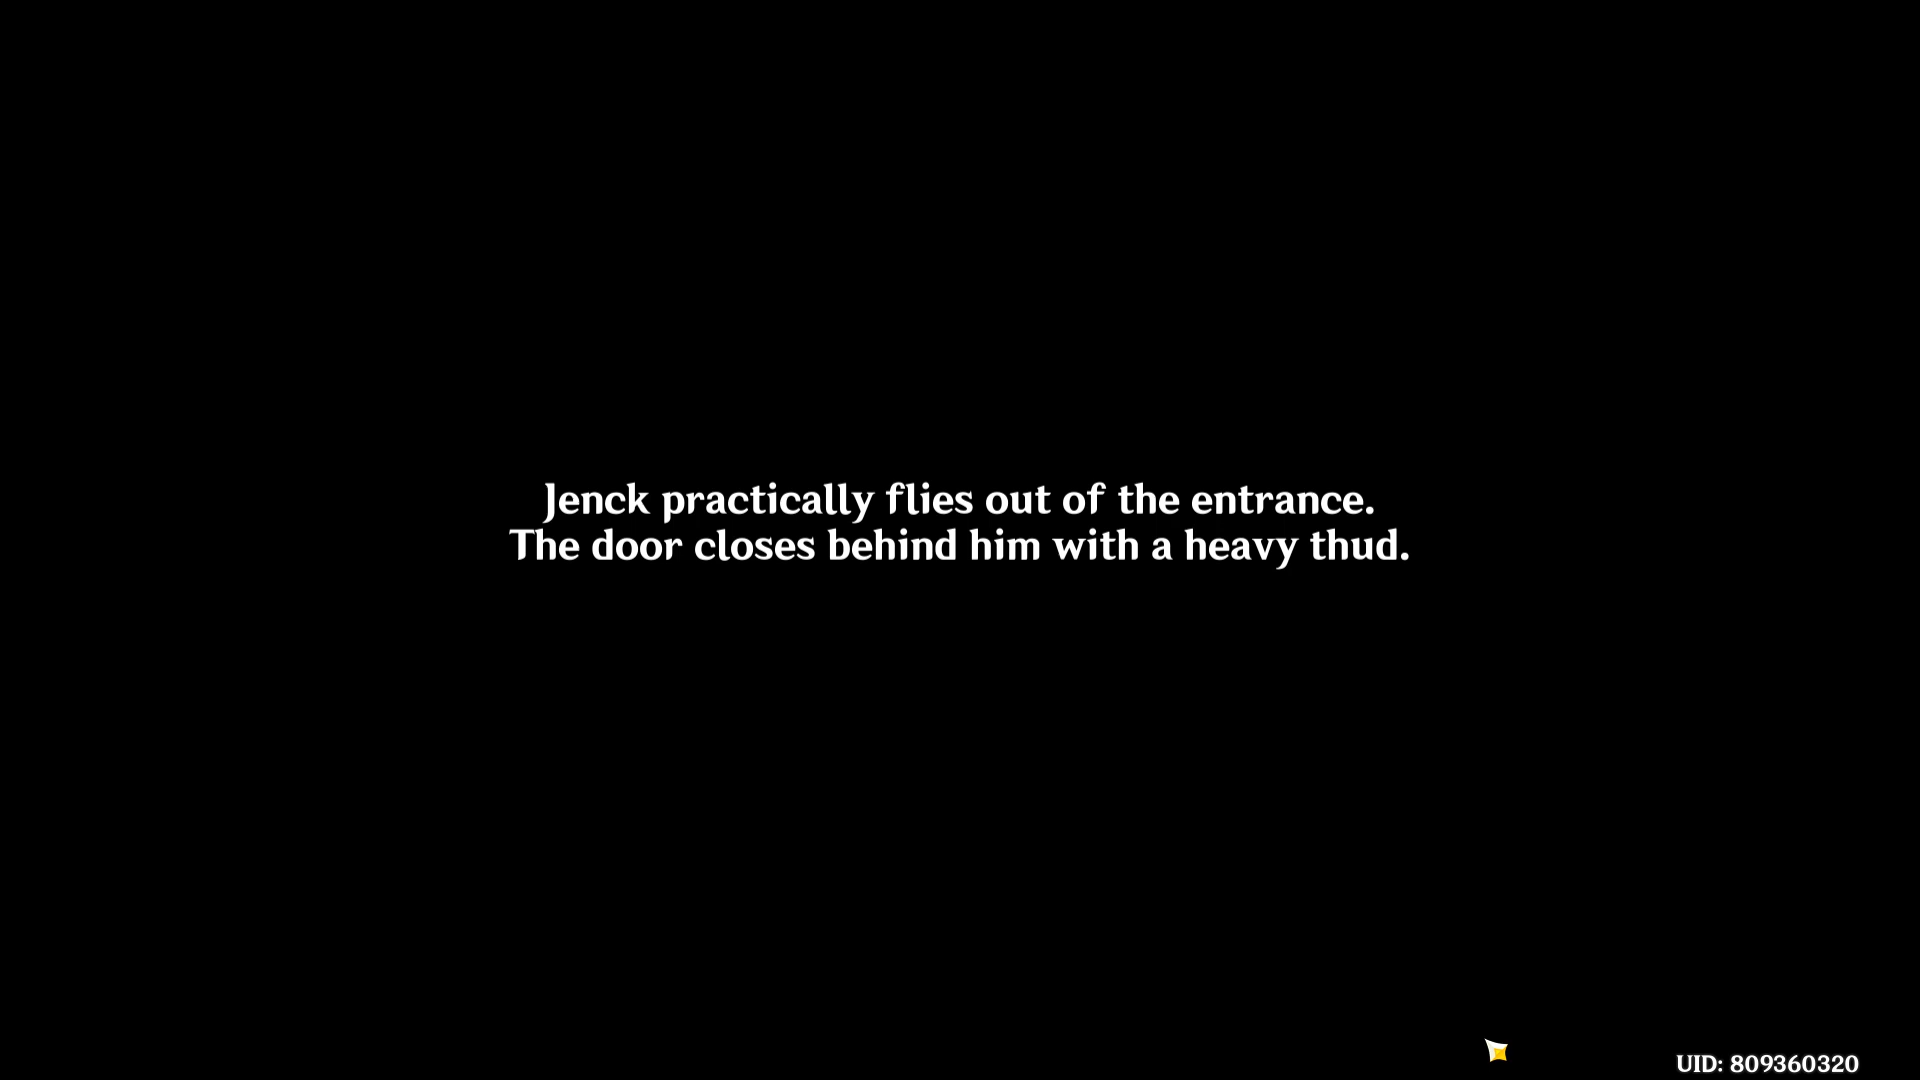 Jenck practically flies out of the entrance.
The door closes behind him with a heavy thud.
UID: 809360320